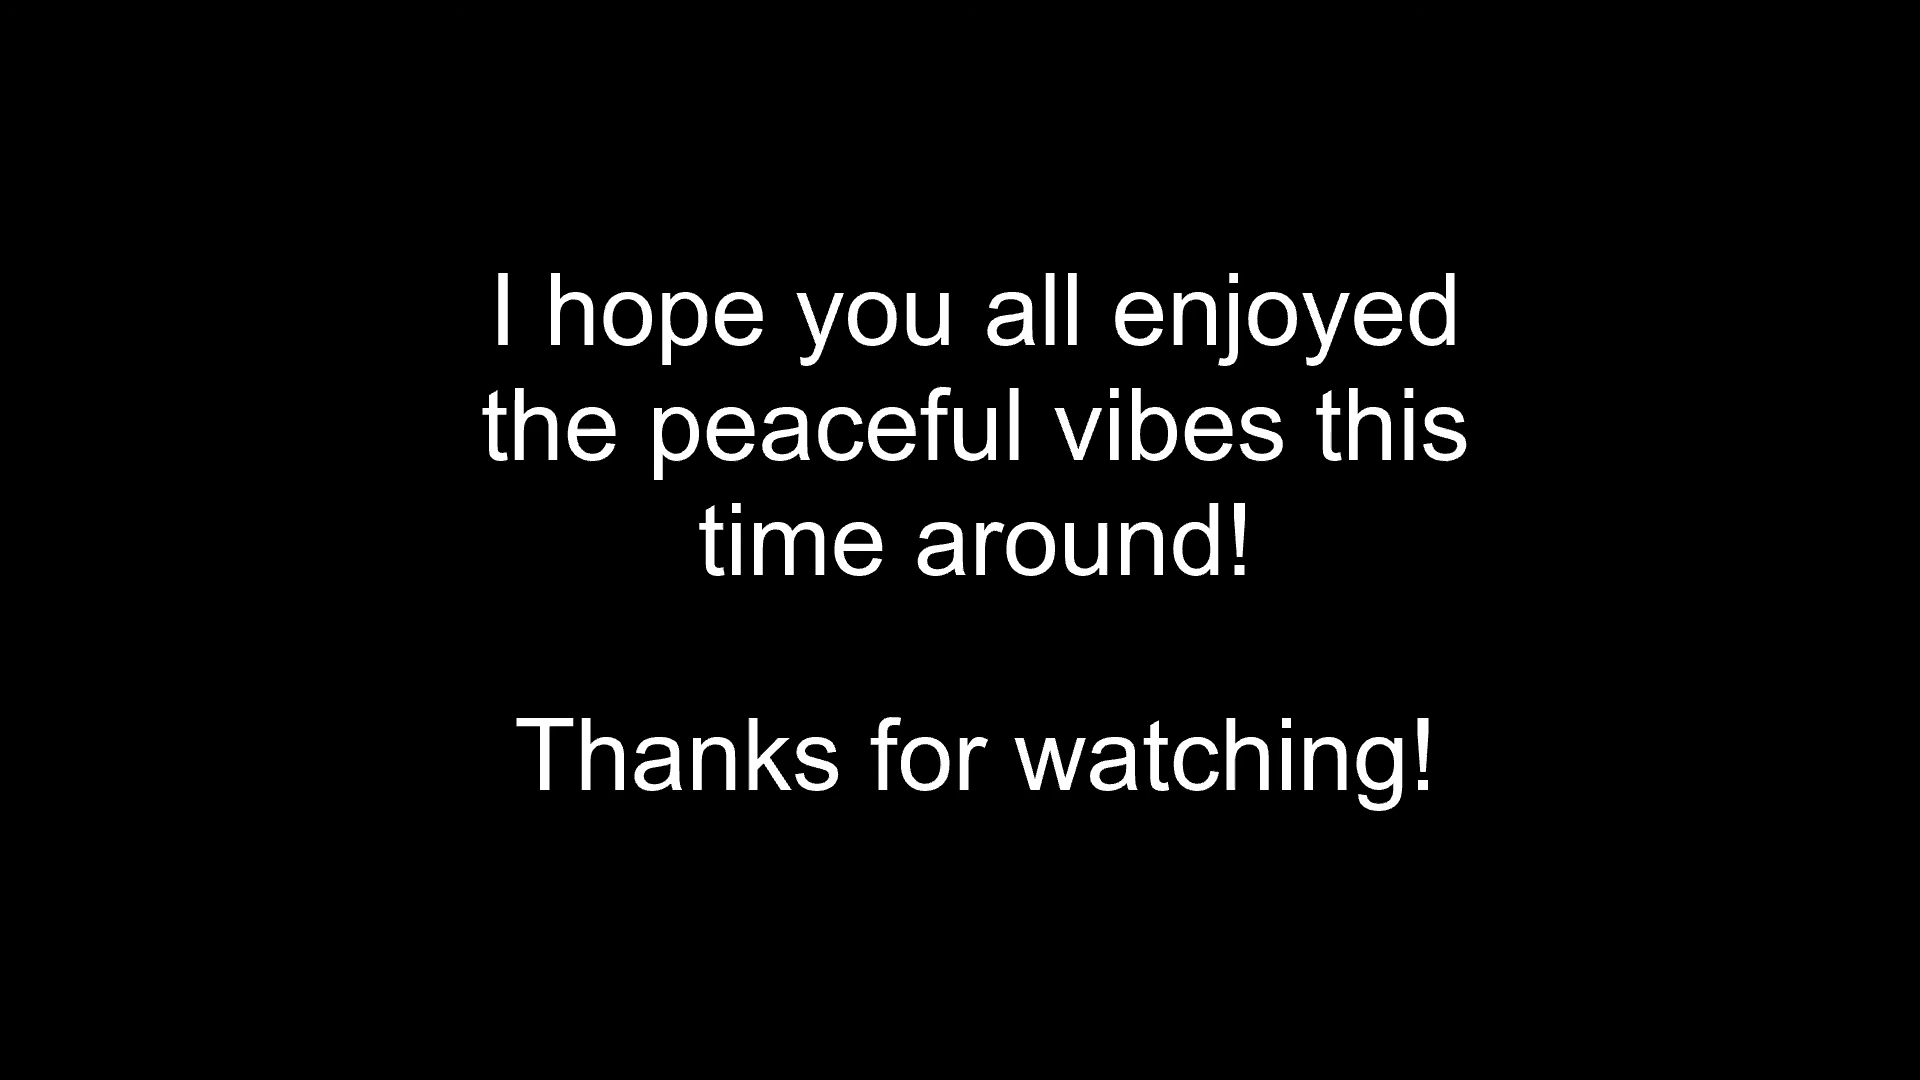 I hope you all enjoyed
the peaceful vibes this
time around!
Thanks for watching!